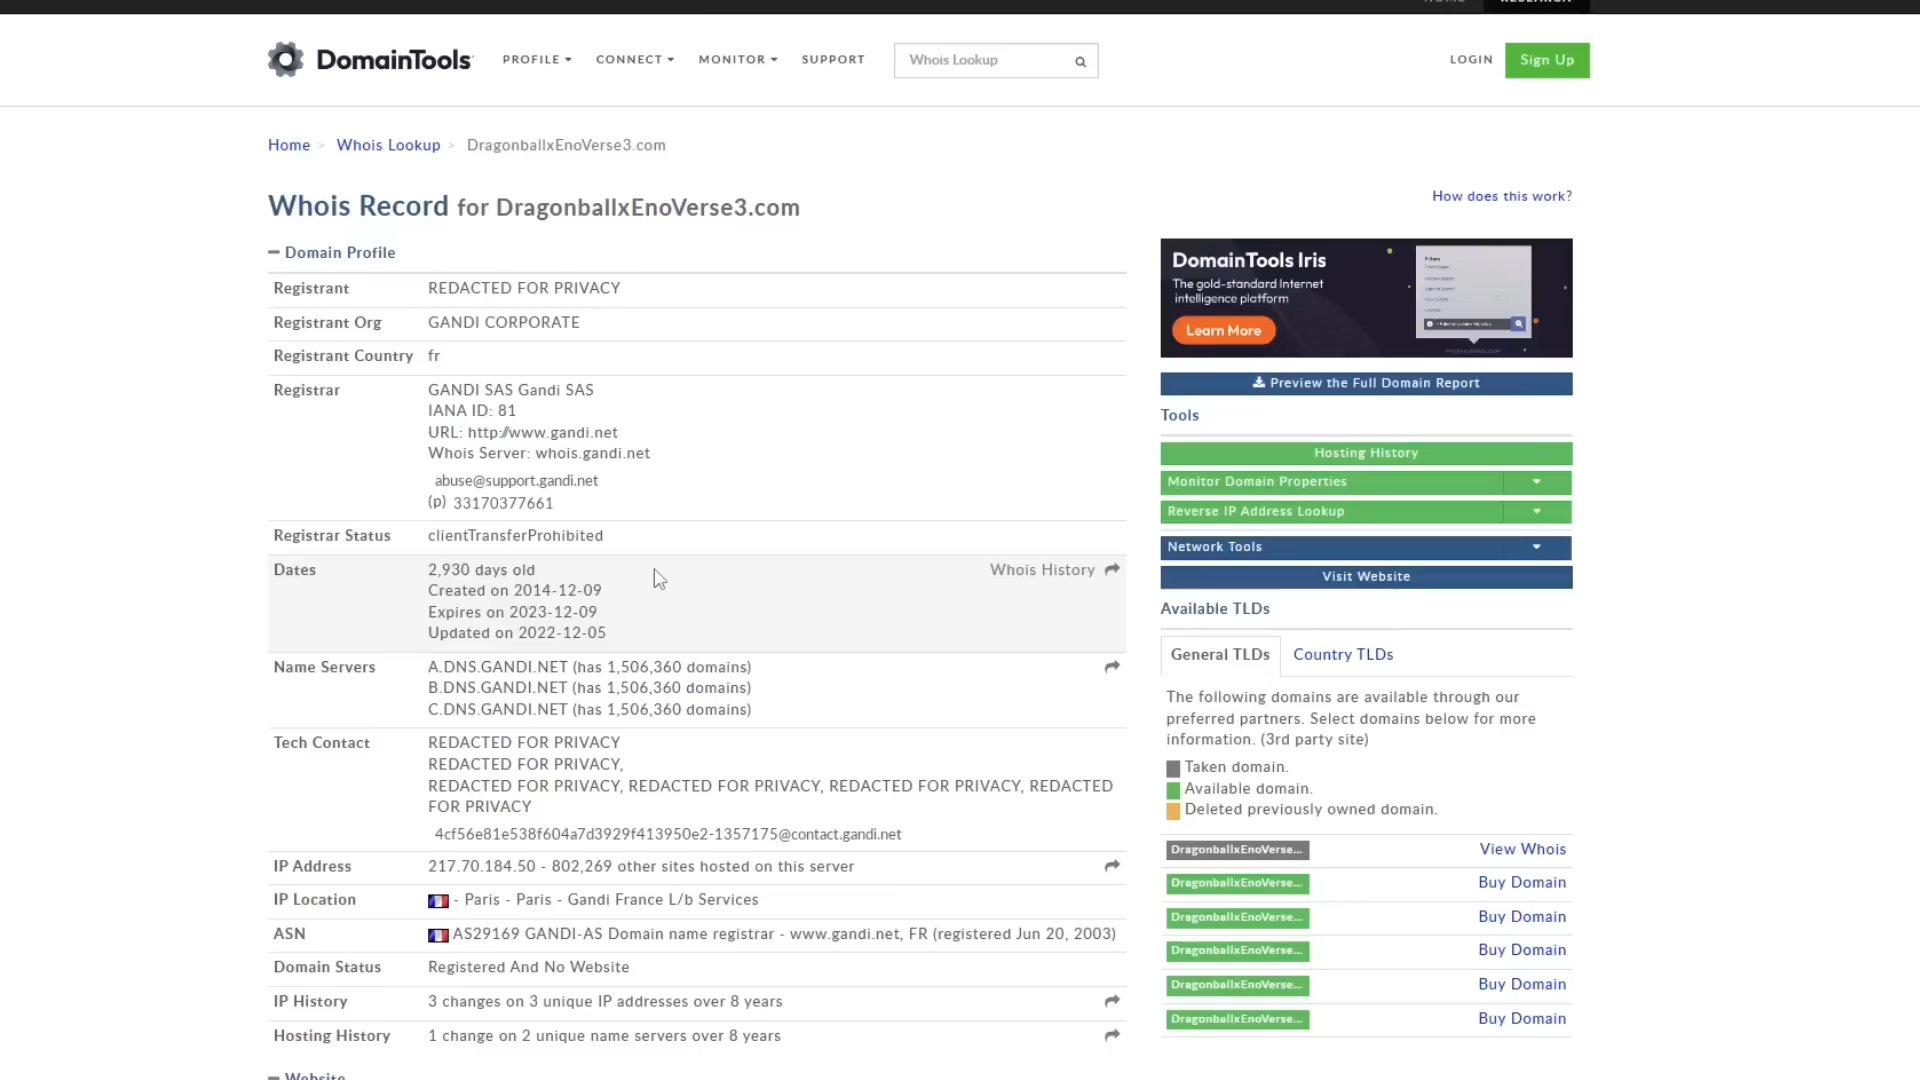 DomainTools
PROFILE
CONNECT
MONITOR
SUPPORT
Whois Lookup
LOGIN
Sign Up
Home > Whois Lookup > DragonballxEnoVerse3.com
Whois Record for DragonballxEnoVerse3.com
How does this work?
Domain Profile
Registrant REDACTED FOR PRIVACY
Registrant Org GANDI CORPORATE
Registrant Country fr
Registrar GANDI SAS Gandi SAS
IANA ID: 81
URL: http://www.gandi.net
Whois Server: whois.gandi.net
abuse@support.gandi.net
(p) 33170377661
Registrar Status clientTransferProhibited
Dates 2,930 days old Whois History
Created on 2014-12-09
Expires on 2023-12-09
Updated on 2022-12-05
Name Servers A.DNS.GANDI.NET (has 1,506,360 domains)
B.DNS.GANDI.NET (has 1,506,360 domains)
C.DNS.GANDI.NET (has 1,506,360 domains)
Tech Contact REDACTED FOR PRIVACY
REDACTED FOR PRIVACY,
REDACTED FOR PRIVACY, REDACTED FOR PRIVACY, REDACTED FOR PRIVACY, REDACTED
FOR PRIVACY
4cf56e81e538f604a7d3929f413950e2-1357175@contact.gandi.net
IP Address 217.70.184.50 - 802,269 other sites hosted on this server
IP Location - Paris - Paris - Gandi France L/b Services
ASN AS29169 GANDI-AS Domain name registrar - www.gandi.net, FR (registered Jun 20, 2003)
Domain Status Registered And No Website
IP History 3 changes on 3 unique IP addresses over 8 years
Hosting History 1 change on 2 unique name servers over 8 years
Website
DomainTools Iris
The gold-standard Internet
intelligence platform
Learn More
Preview the Full Domain Report
Tools
Hosting History
Monitor Domain Properties
Reverse IP Address Lookup
Network Tools
Visit Website
Available TLDs
General TLDs Country TLDs
The following domains are available through our
preferred partners. Select domains below for more
information. (3rd party site)
Taken domain.
Available domain.
Deleted previously owned domain.
DragonballxEnoVerse... View Whois
DragonballxEnoVerse... Buy Domain
DragonballxEnoVerse... Buy Domain
DragonballxEnoVerse... Buy Domain
DragonballxEnoVerse... Buy Domain
DragonballxEnoVerse... Buy Domain